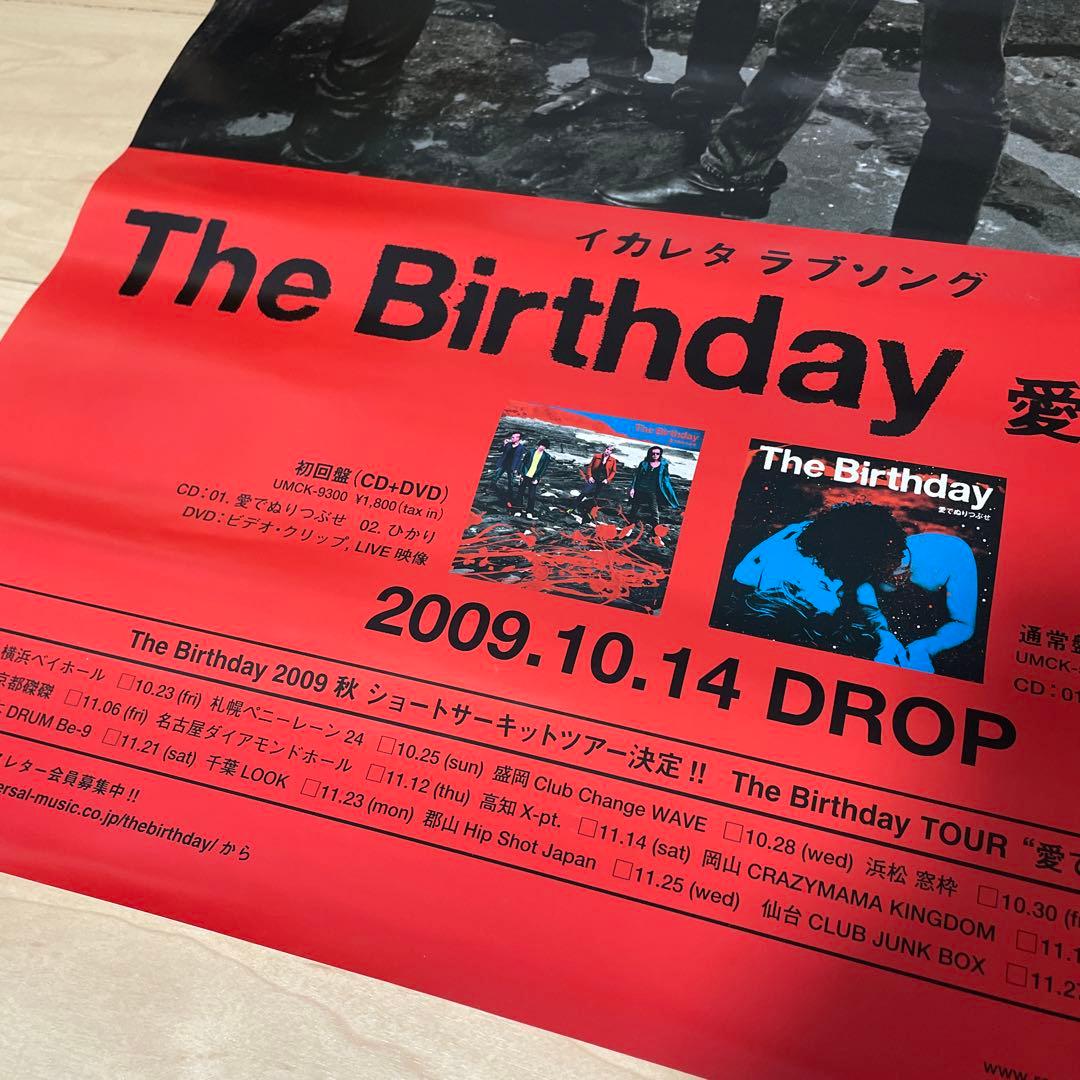 イカレタ ラブソング
The Birthday 愛
初回盤(CD+DVD)
UMCK-9300 ¥1,800(tax in)
CD:01. 愛でぬりつぶせ 02. ひかり
DVD:ビデオ・クリップ, LIVE 映像
The Birthday
The Birthday
愛でぬりつぶせ
通常盤
UMCK-
CD:01
2009.10.14 DROP
The Birthday 2009 秋 ショートサーキットツアー決定!! The Birthday TOUR “愛で
横浜ベイホール □10.23 (fri) 札幌ペニーレーン24 □10.25 (sun) 盛岡 Club Change WAVE □10.28 (wed) 浜松 窓枠 □10.30 (f
京都磔磔 □11.06 (fri) 名古屋ダイアモンドホール □11.12 (thu) 高知 X-pt. □11.14 (sat) 岡山 CRAZYMAMA KINGDOM □11.1
DRUM Be-9 □11.21 (sat) 千葉 LOOK □11.23 (mon) 郡山 Hip Shot Japan □11.25 (wed) 仙台 CLUB JUNK BOX □11.2
レター会員募集中!!
ersal-music.co.jp/thebirthday/ から
www.